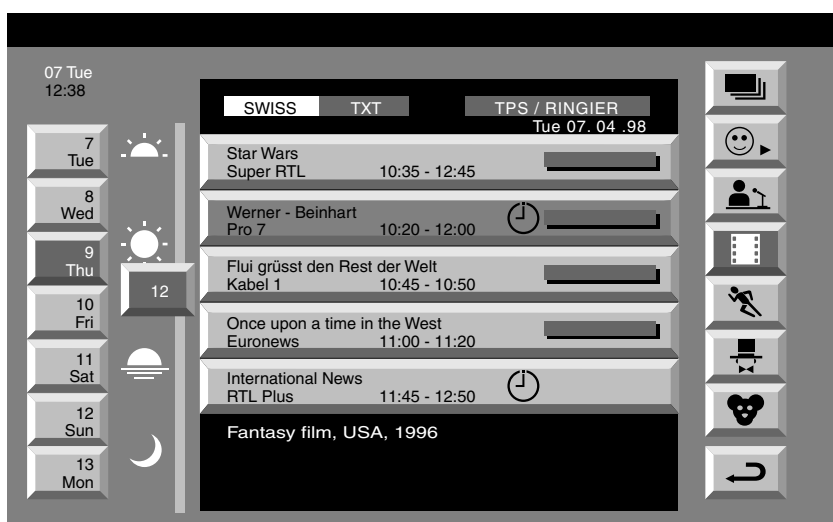 07 Tue
12:38
7
Tue
8
Wed
9
Thu
10
Fri
11
Sat
12
Sun
13
Mon
12
SWISS TXT TPS / RINGIER
Tue 07. 04 .98
Star Wars
Super RTL 10:35 - 12:45
Werner - Beinhart
Pro 7 10:20 - 12:00
Flui grüsst den Rest der Welt
Kabel 1 10:45 - 10:50
Once upon a time in the West
Euronews 11:00 - 11:20
International News
RTL Plus 11:45 - 12:50
Fantasy film, USA, 1996